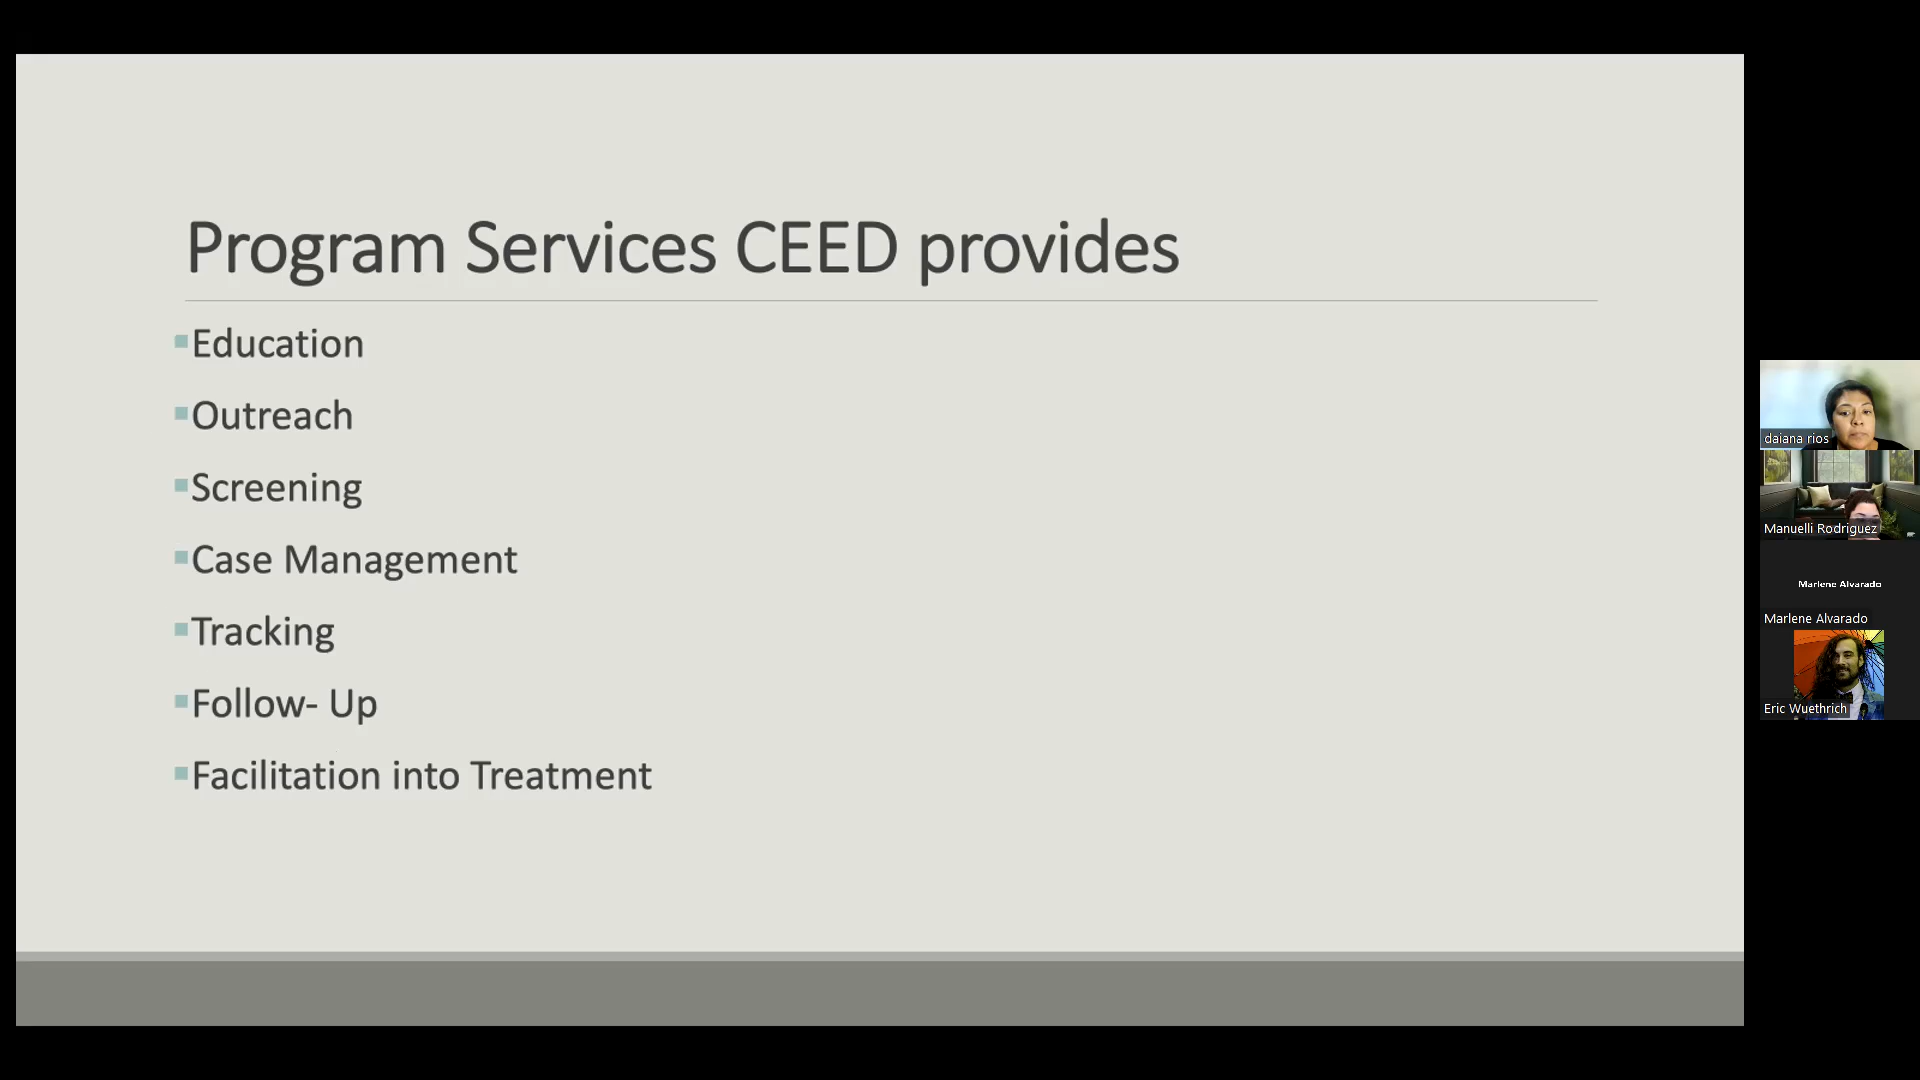 Program Services CEED provides
Education
Outreach
Screening
Case Management
Tracking
Follow- Up
Facilitation into Treatment
daiana rios
Manuelli Rodriguez
Marlene Alvarado
Marlene Alvarado
Eric Wuethrich